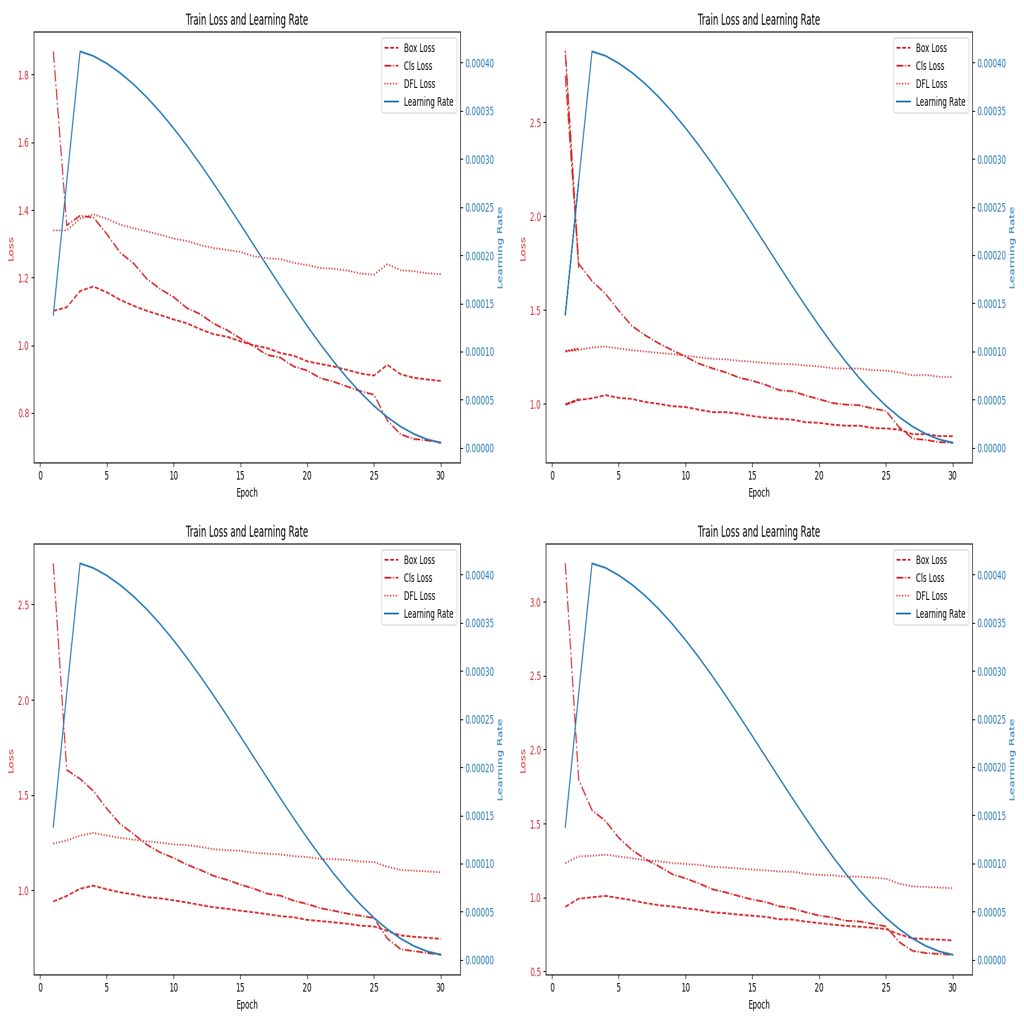 Train Loss and Learning Rate
Box Loss
Cls Loss
DFL Loss
Learning Rate
1.8
1.6
1.4
1.2
1.0
0.8
Loss
0.00040
0.00035
0.00030
0.00025
0.00020
0.00015
0.00010
0.00005
0.00000
Learning Rate
0 5 10 15 20 25 30
Epoch
Train Loss and Learning Rate
Box Loss
Cls Loss
DFL Loss
Learning Rate
2.5
2.0
1.5
1.0
Loss
0.00040
0.00035
0.00030
0.00025
0.00020
0.00015
0.00010
0.00005
0.00000
Learning Rate
0 5 10 15 20 25 30
Epoch
Train Loss and Learning Rate
Box Loss
Cls Loss
DFL Loss
Learning Rate
2.5
2.0
1.5
1.0
Loss
0.00040
0.00035
0.00030
0.00025
0.00020
0.00015
0.00010
0.00005
0.00000
Learning Rate
0 5 10 15 20 25 30
Epoch
Train Loss and Learning Rate
Box Loss
Cls Loss
DFL Loss
Learning Rate
3.0
2.5
2.0
1.5
1.0
0.5
Loss
0.00040
0.00035
0.00030
0.00025
0.00020
0.00015
0.00010
0.00005
0.00000
Learning Rate
0 5 10 15 20 25 30
Epoch